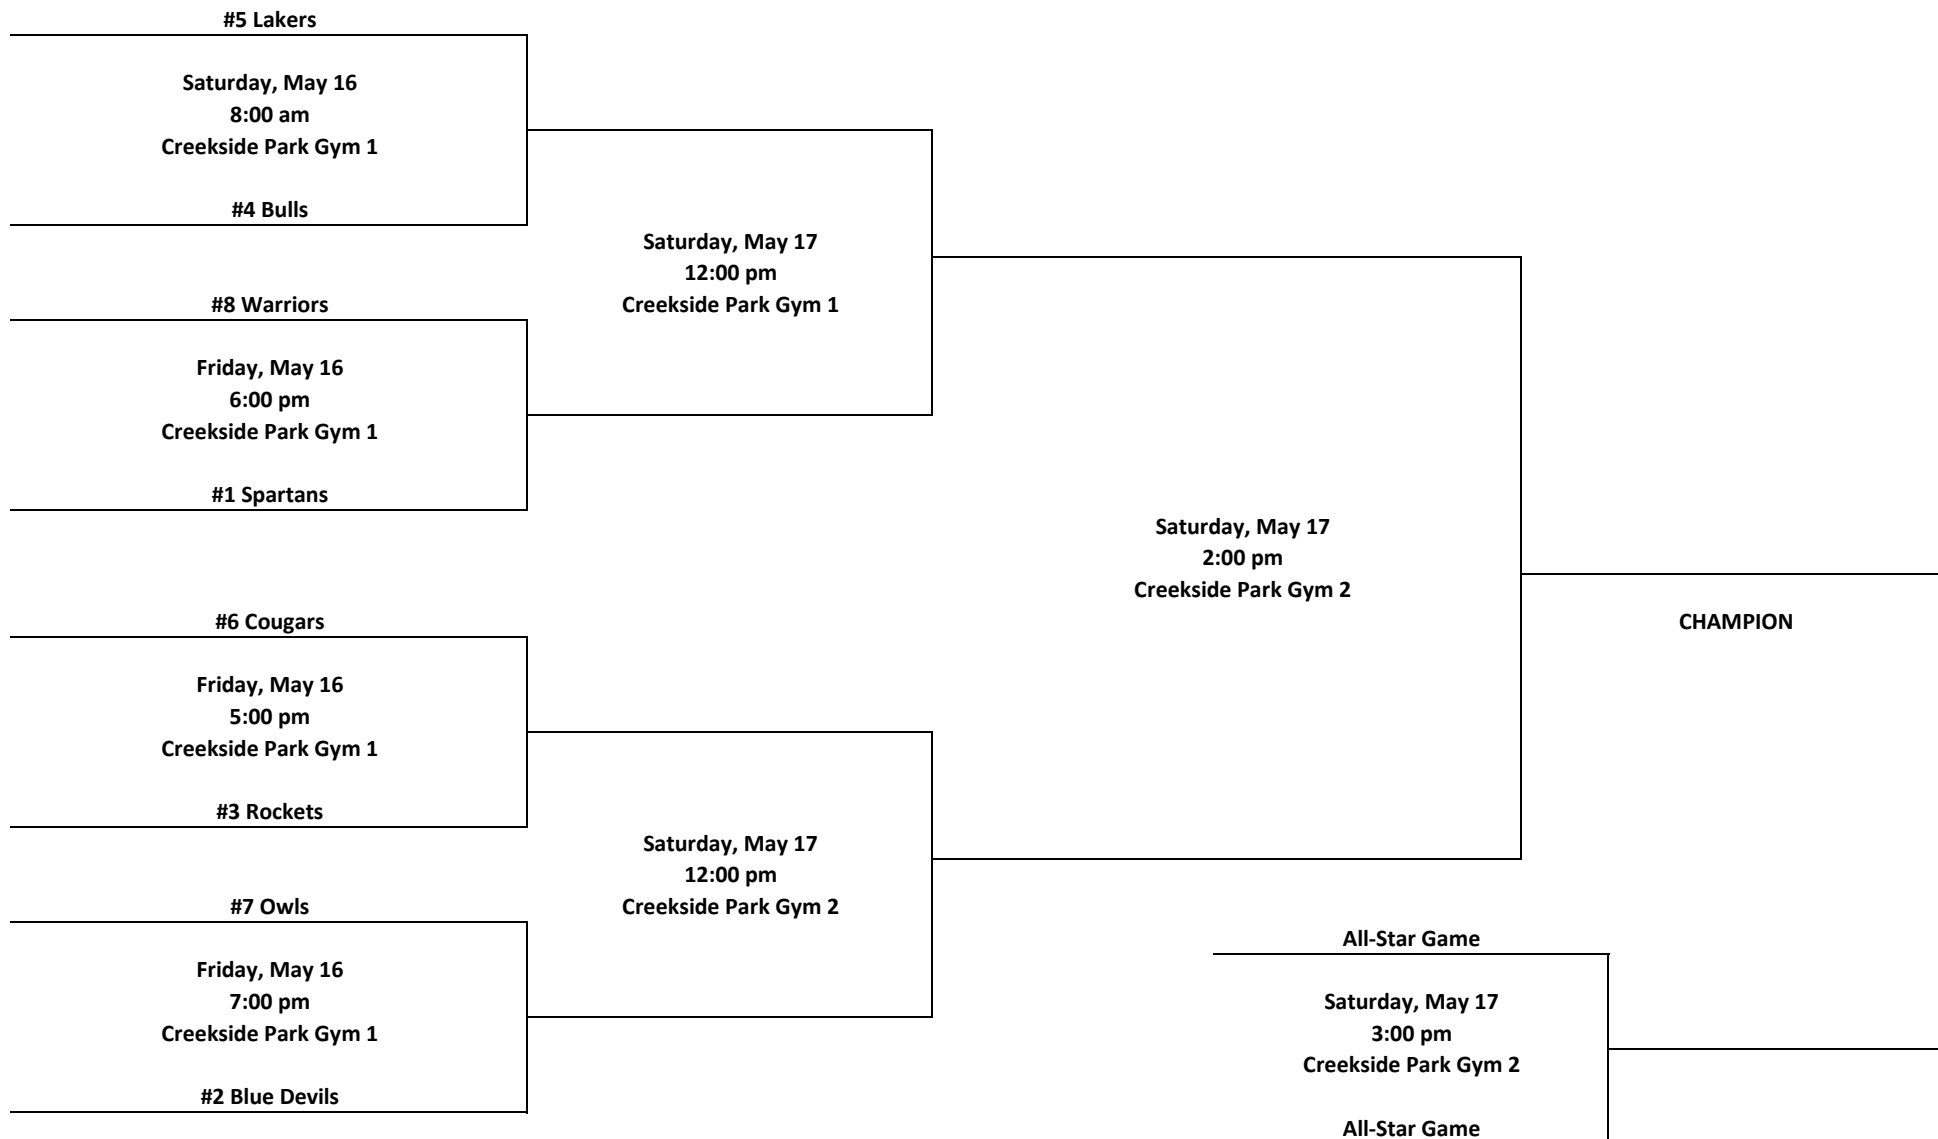 #5 Lakers
Saturday, May 16
8:00 am
Creekside Park Gym 1
#4 Bulls
Saturday, May 17
12:00 pm
Creekside Park Gym 1
#8 Warriors
Friday, May 16
6:00 pm
Creekside Park Gym 1
#1 Spartans
Saturday, May 17
2:00 pm
Creekside Park Gym 2
CHAMPION
#6 Cougars
Friday, May 16
5:00 pm
Creekside Park Gym 1
#3 Rockets
Saturday, May 17
12:00 pm
Creekside Park Gym 2
#7 Owls
Friday, May 16
7:00 pm
Creekside Park Gym 1
#2 Blue Devils
All-Star Game
Saturday, May 17
3:00 pm
Creekside Park Gym 2
All-Star Game